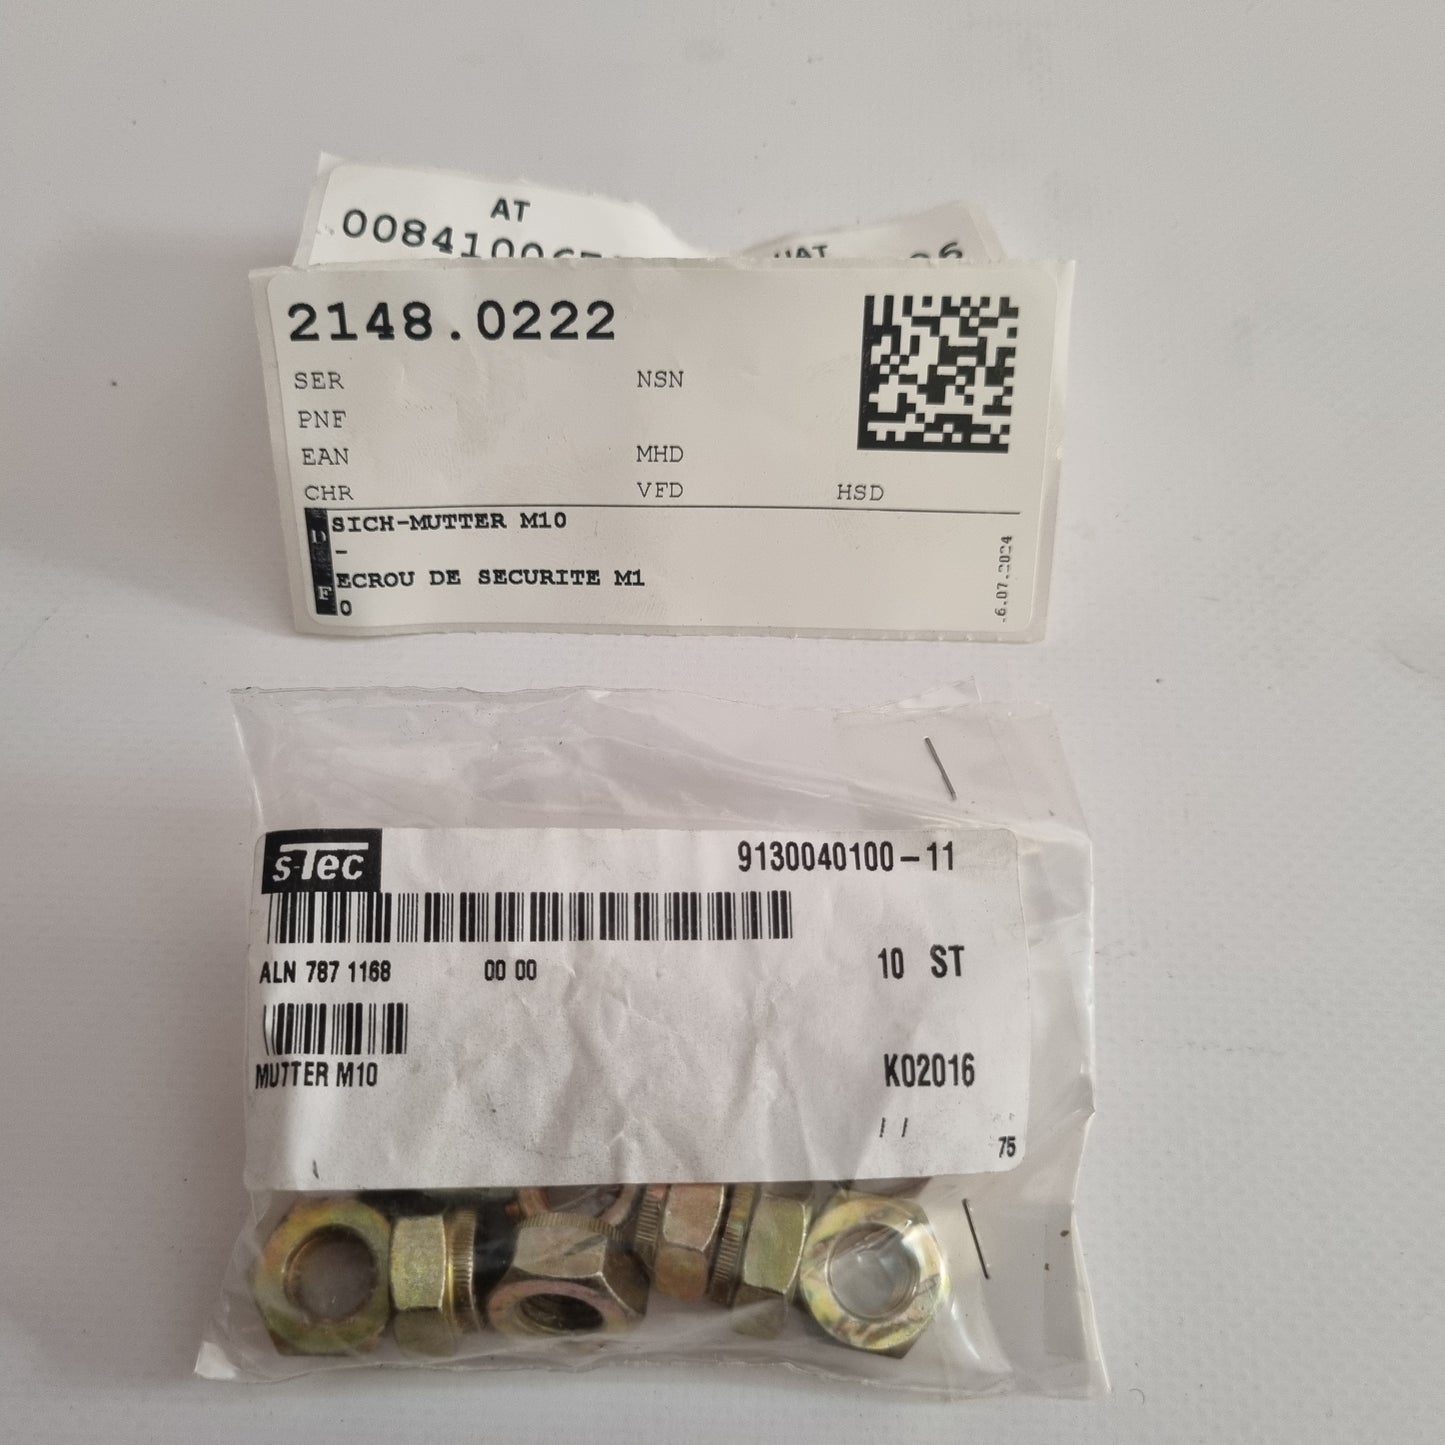 AT
2148.0222
SER NSN
PNF
EAN MHD
CHR VFD HSD
D SICH-MUTTER M10
-
F ECROU DE SECURITE M1
0
s-Tec
9130040100-11
ALN 787 1168 00 00 10 ST
MUTTER M10 K02016
/ /
75